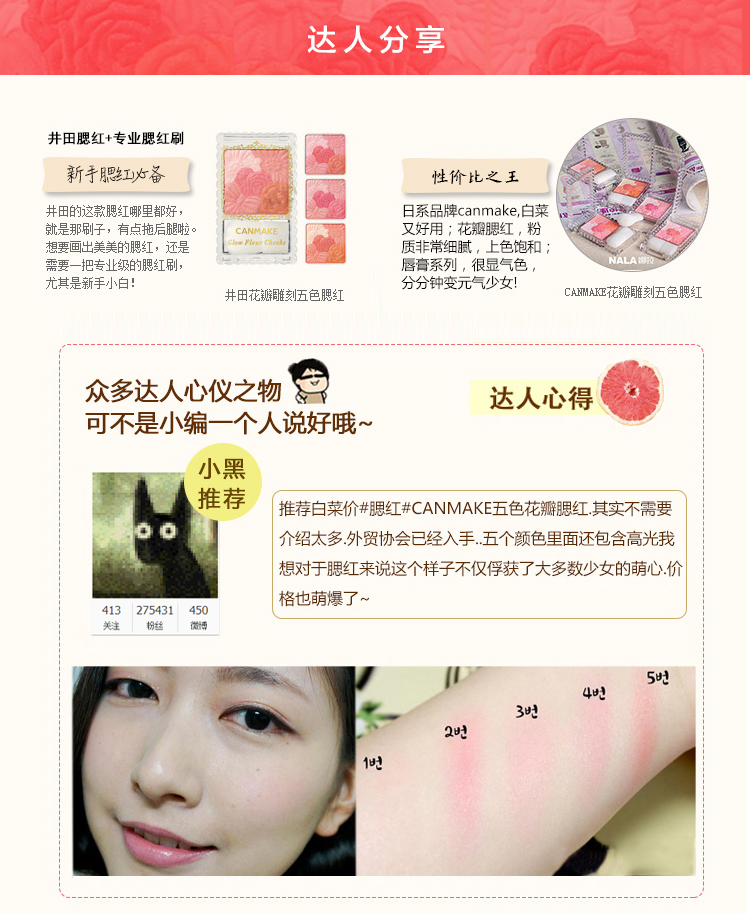 达人分享
井田腮红+专业腮红刷
新手腮红必备
井田的这款腮红哪里都好，
就是那刷子，有点拖后腿啦。
想要画出美美的腮红，还是
需要一把专业级的腮红刷，
尤其是新手小白！
CANMAKE
Glow Fleur Cheeks
井田花瓣雕刻五色腮红
性价比之王
日系品牌canmake,白菜
又好用；花瓣腮红，粉
质非常细腻，上色饱和；
唇膏系列，很显气色，
分分钟变元气少女!
NALA娜拉
CANMAKE花瓣雕刻五色腮红
众多达人心仪之物
可不是小编一个人说好哦~
达人心得
小黑
推荐
413 275431 450
关注 粉丝 微博
推荐白菜价#腮红#CANMAKE五色花瓣腮红.其实不需要
介绍太多.外贸协会已经入手..五个颜色里面还包含高光我
想对于腮红来说这个样子不仅俘获了大多数少女的萌心.价
格也萌爆了~
1번
2번
3번
4번
5번